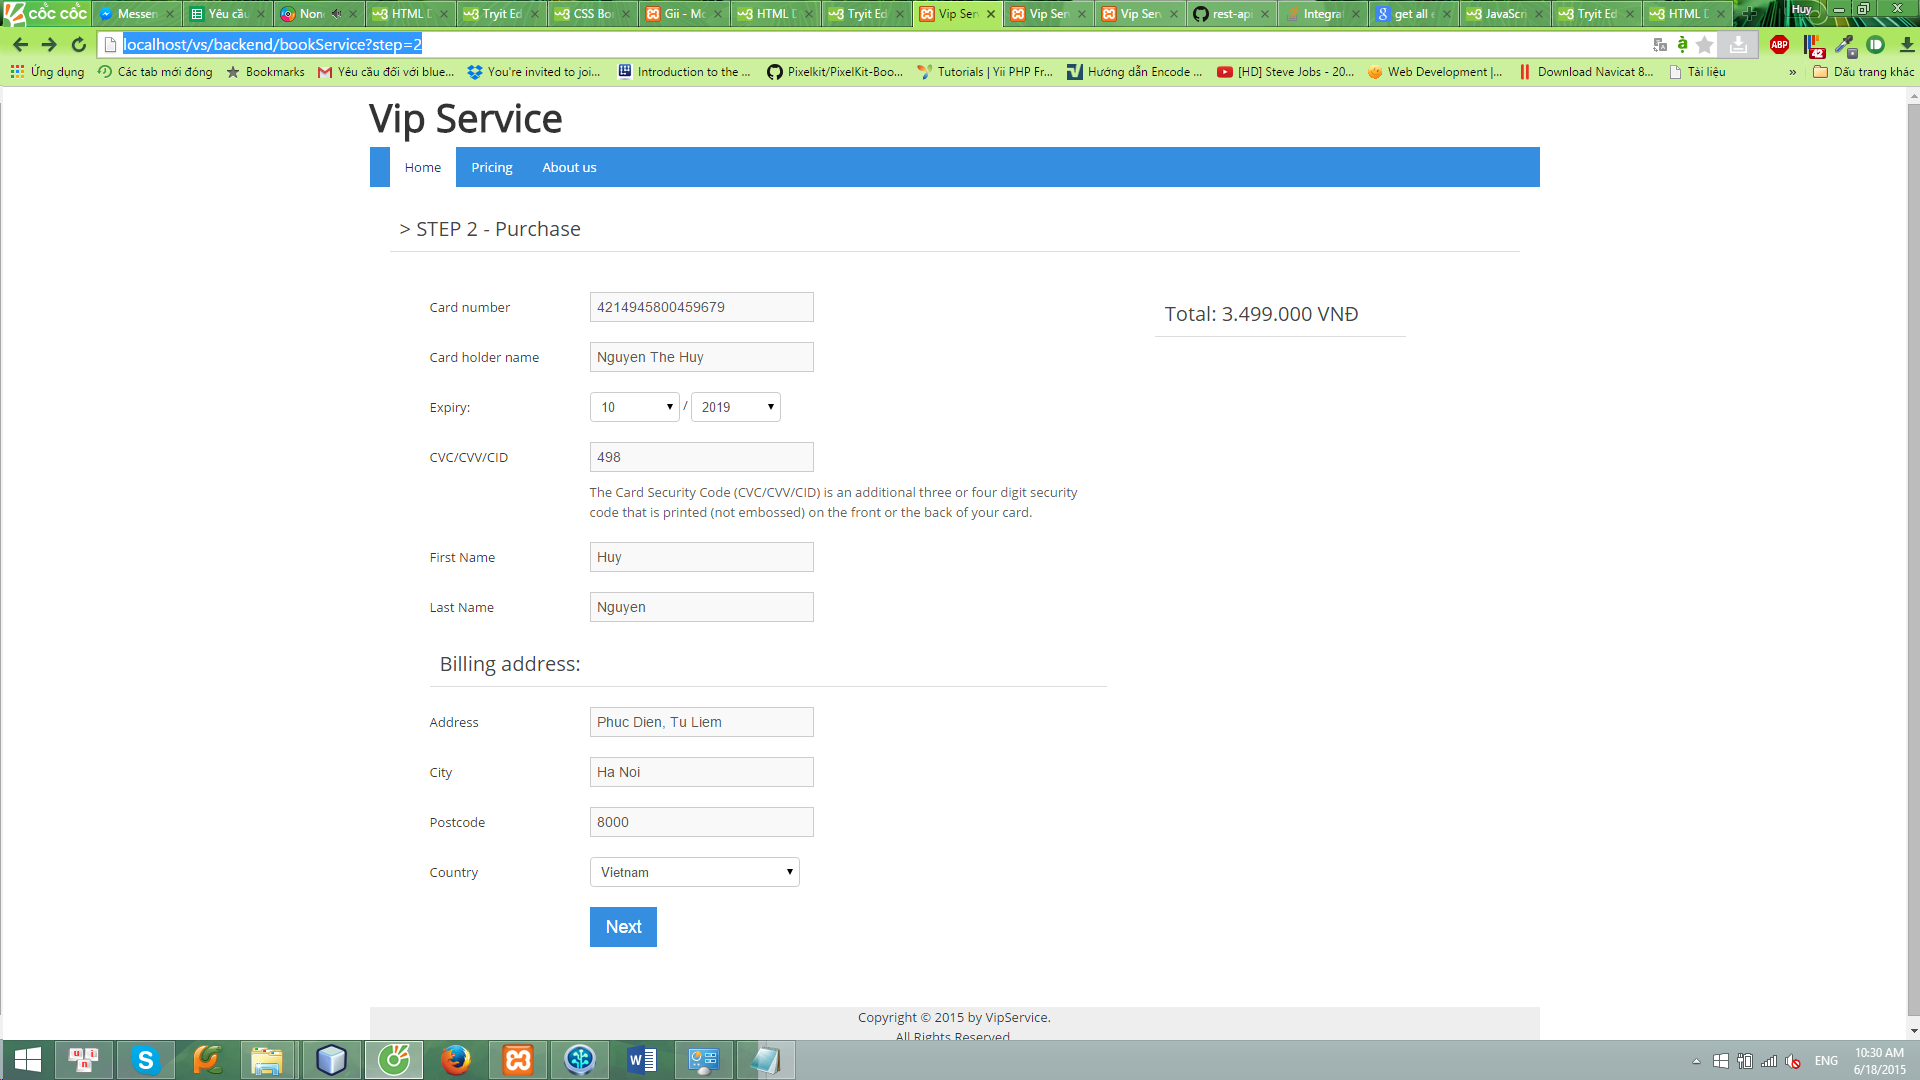 cốc cốc Messen Yêu cầu Nono HTML D Tryit Ed CSS Bo Gii - Mo HTML D Tryit Ed Vip Ser Vip Ser Vip Ser rest-api Integrat get all e JavaScri Tryit Ed HTML D Huy
localhost/vs/backend/bookService?step=2
ABP 42
Ứng dụng Các tab mới đóng Bookmarks Yêu cầu đối với blue... You're invited to joi... Introduction to the ... Pixelkit/PixelKit-Boo... Tutorials | Yii PHP Fr... Hướng dẫn Encode ... [HD] Steve Jobs - 20... Web Development |... Download Navicat 8... Tài liệu » Dấu trang khác
Vip Service
Home Pricing About us
> STEP 2 - Purchase
Card number 4214945800459679
Total: 3.499.000 VNĐ
Card holder name Nguyen The Huy
Expiry: 10 / 2019
CVC/CVV/CID 498
The Card Security Code (CVC/CVV/CID) is an additional three or four digit security
code that is printed (not embossed) on the front or the back of your card.
First Name Huy
Last Name Nguyen
Billing address:
Address Phuc Dien, Tu Liem
City Ha Noi
Postcode 8000
Country Vietnam
Next
Copyright © 2015 by VipService.
All Rights Reserved
ENG
10:30 AM
6/18/2015